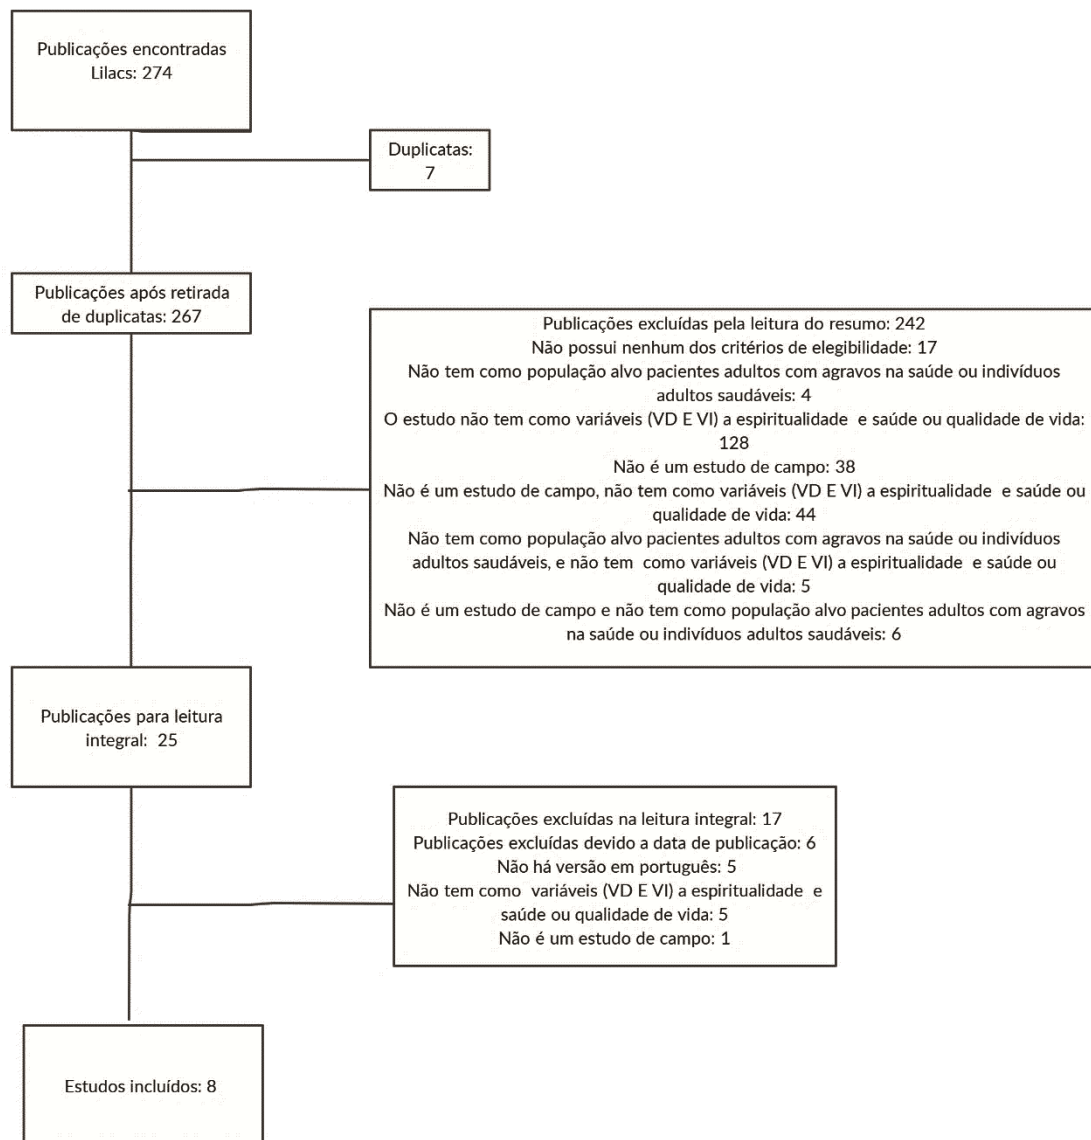 Publicações encontradas
Lilacs: 274
Duplicatas:
7
Publicações após retirada
de duplicatas: 267
Publicações excluídas pela leitura do resumo: 242
Não possui nenhum dos critérios de elegibilidade: 17
Não tem como população alvo pacientes adultos com agravos na saúde ou indivíduos
adultos saudáveis: 4
O estudo não tem como variáveis (VD E VI) a espiritualidade e saúde ou qualidade de vida:
128
Não é um estudo de campo: 38
Não é um estudo de campo, não tem como variáveis (VD E VI) a espiritualidade e saúde ou
qualidade de vida: 44
Não tem como população alvo pacientes adultos com agravos na saúde ou indivíduos
adultos saudáveis, e não tem como variáveis (VD E VI) a espiritualidade e saúde ou
qualidade de vida: 5
Não é um estudo de campo e não tem como população alvo pacientes adultos com agravos
na saúde ou indivíduos adultos saudáveis: 6
Publicações para leitura
integral: 25
Publicações excluídas na leitura integral: 17
Publicações excluídas devido a data de publicação: 6
Não há versão em português: 5
Não tem como variáveis (VD E VI) a espiritualidade e
saúde ou qualidade de vida: 5
Não é um estudo de campo: 1
Estudos incluídos: 8